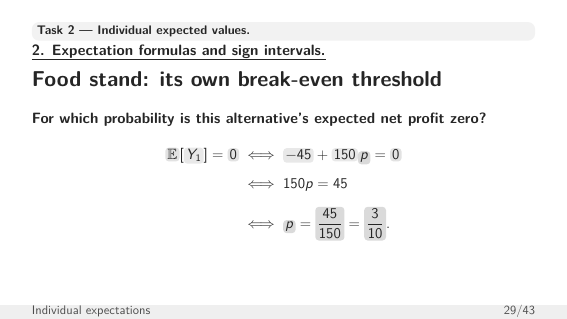 Task 2 — Individual expected values.
2. Expectation formulas and sign intervals.
Food stand: its own break-even threshold
For which probability is this alternative's expected net profit zero?
𝔼[Y₁] = 0 ⟺ −45 + 150 p = 0
⟺ 150p = 45
⟺ p = 45/150 = 3/10.
Individual expectations 29/43